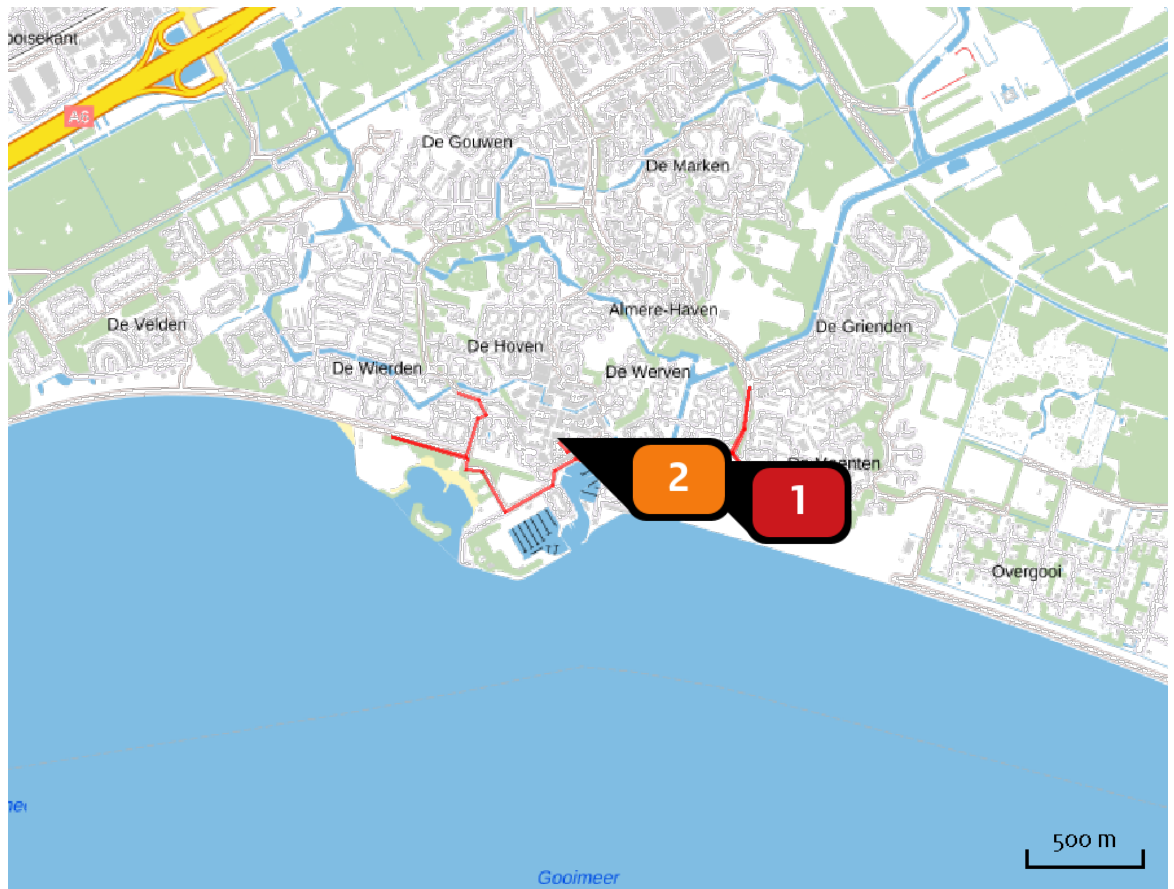 ooisekant
A6
De Gouwen
De Marken
Almere-Haven
De Velden
De Grienden
De Hoven
De Wierden
De Werven
2
1
Overgooi
500 m
Gooimeer